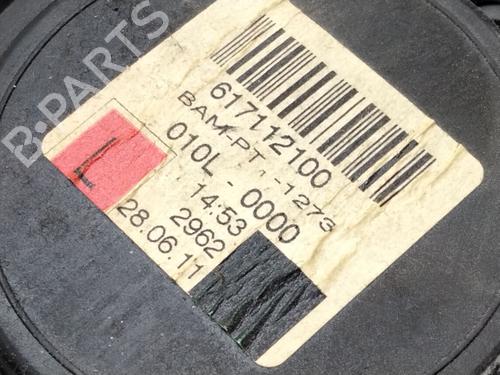 617112100
BAM-PT 1-1273
010L - 0000
14:53
L
28.06.11
2962
B-PARTS